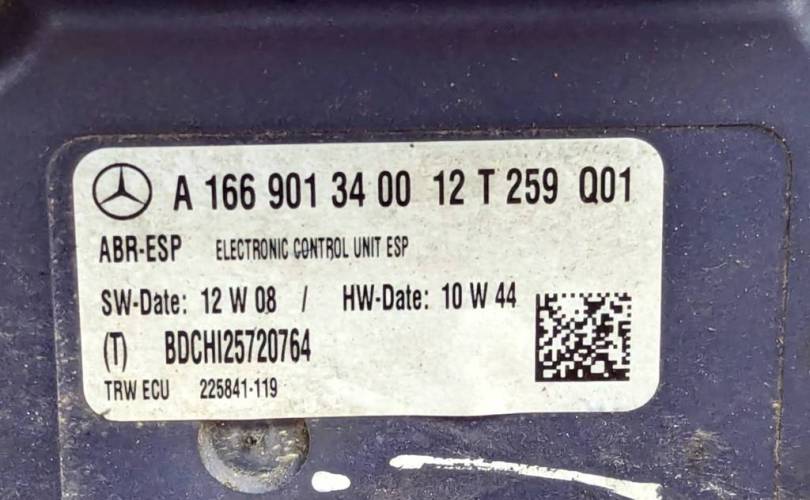 A 166 901 34 00 12 T 259 Q01
ABR-ESP ELECTRONIC CONTROL UNIT ESP
SW-Date: 12 W 08 / HW-Date: 10 W 44
(T) BDCHI25720764
TRW ECU 225841-119